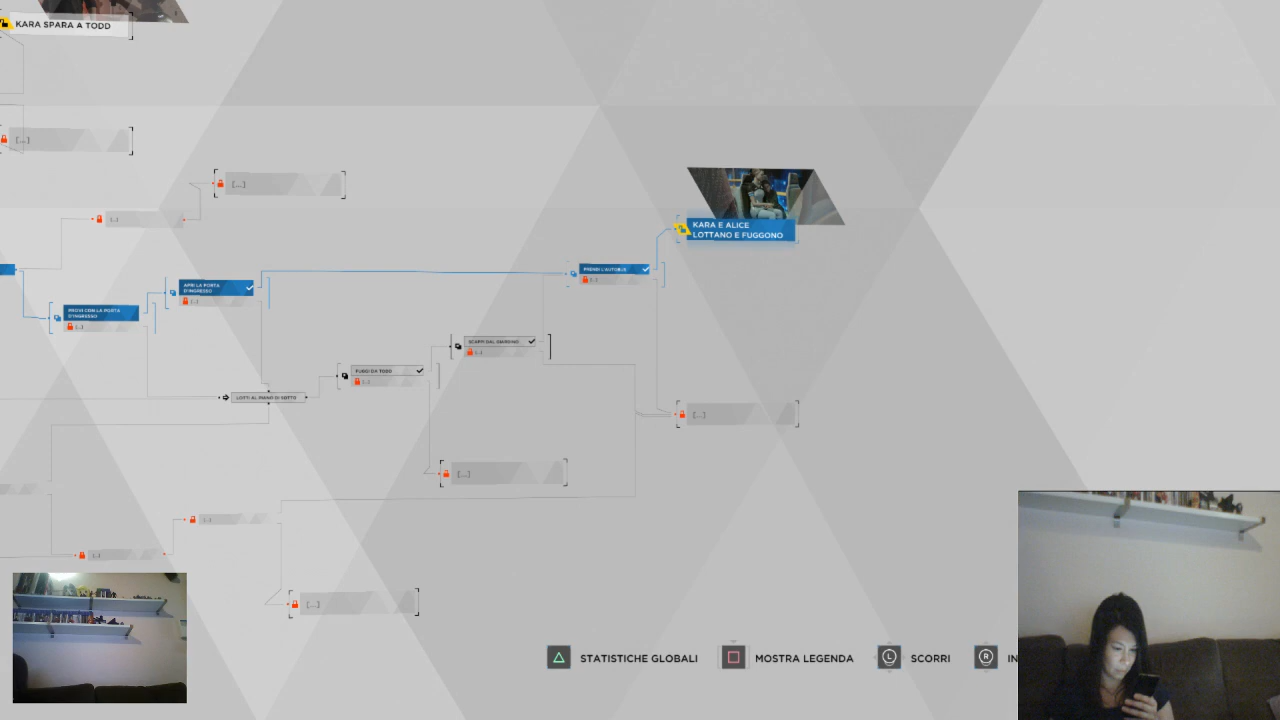 KARA SPARA A TODD
[...]
[...]
[...]
KARA E ALICE
LOTTANO E FUGGONO
PRENDI L'AUTOBUS
[...]
APRI LA PORTA
D'INGRESSO
[...]
PROVI CON LA PORTA
D'INGRESSO
[...]
SCAPPI DAL GIARDINO
[...]
FUGGI DA TODD
[...]
LOTTI AL PIANO DI SOTTO
[...]
[...]
[...]
[...]
[...]
STATISTICHE GLOBALI
MOSTRA LEGENDA
L
SCORRI
R
IN